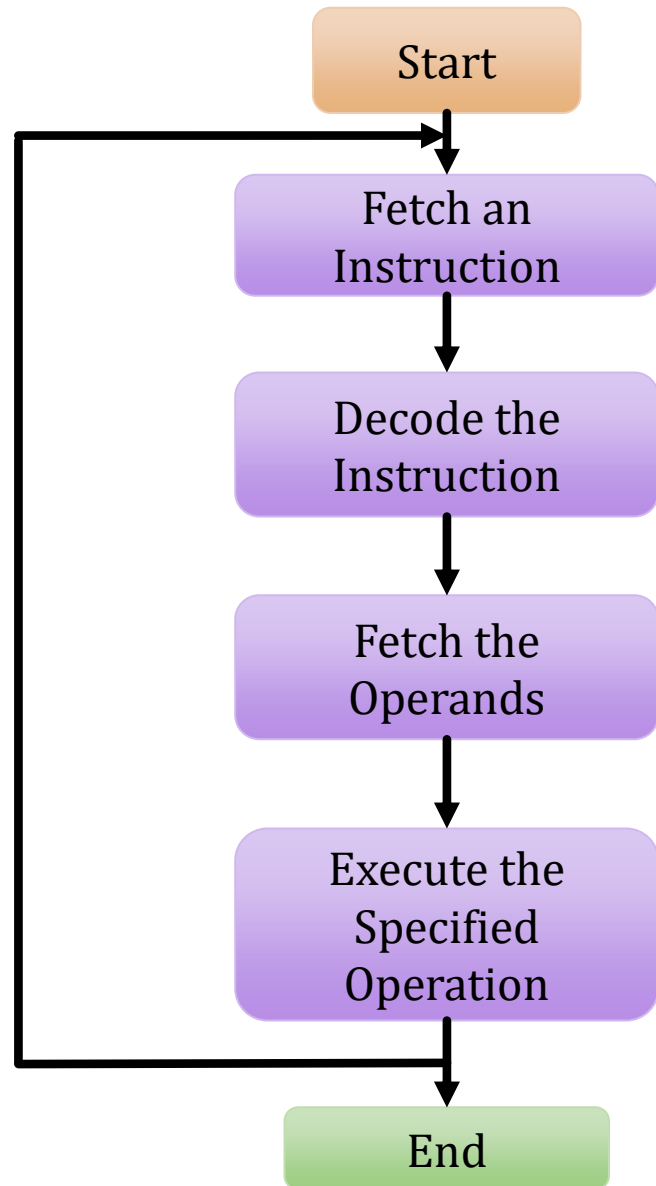 Start
Fetch an
Instruction
Decode the
Instruction
Fetch the
Operands
Execute the
Specified
Operation
End